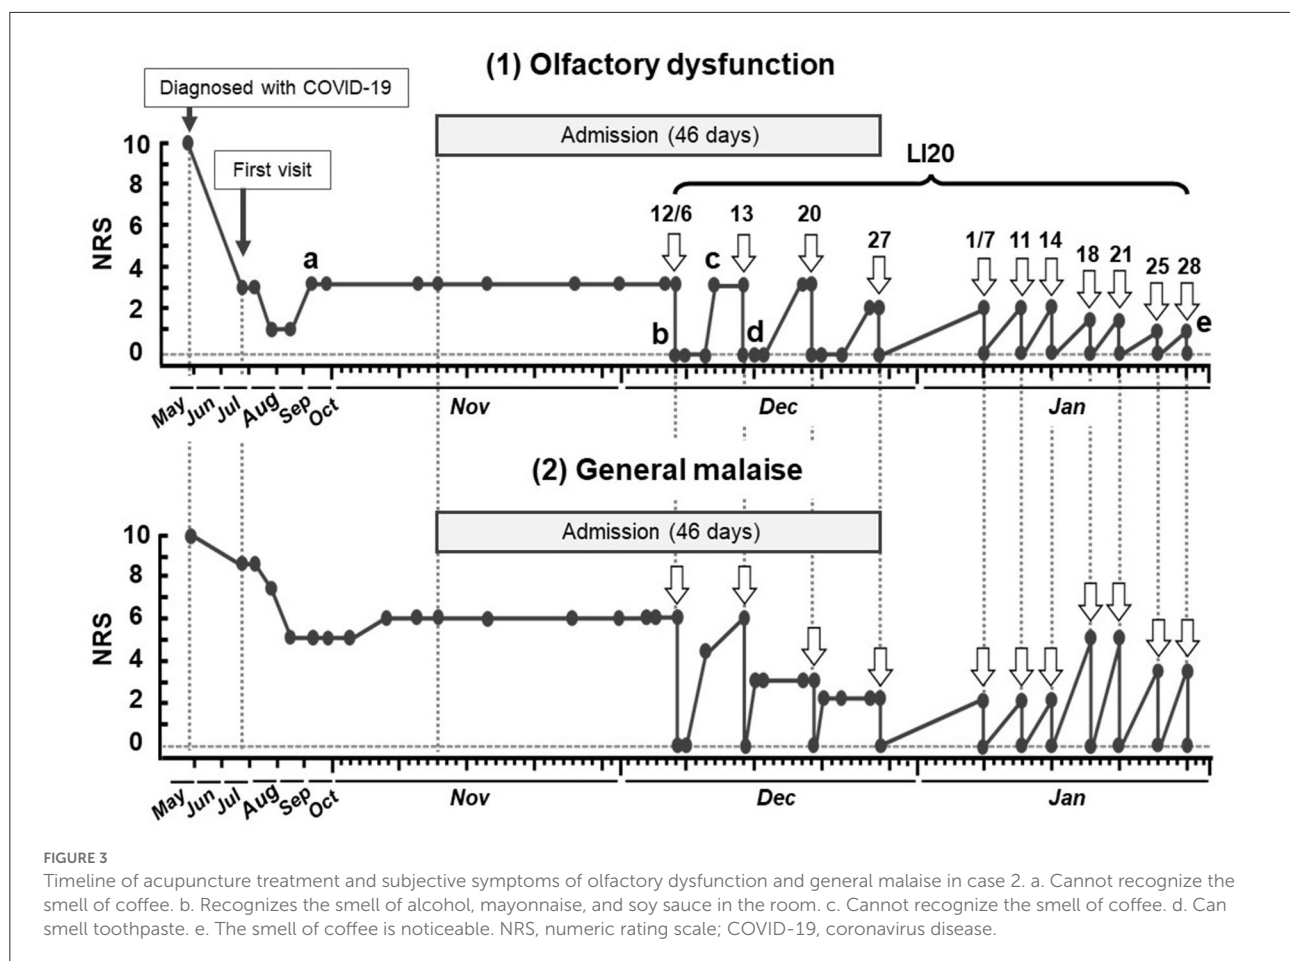 (1) Olfactory dysfunction
Diagnosed with COVID-19
Admission (46 days)
First visit
LI20
NRS
10
8
6
4
2
0
12/6
13
20
27
1/7
11
14
18
21
25
28
a
b
c
d
e
May
Jun
Jul
Aug
Sep
Oct
Nov
Dec
Jan
(2) General malaise
Admission (46 days)
NRS
10
8
6
4
2
0
May
Jun
Jul
Aug
Sep
Oct
Nov
Dec
Jan
FIGURE 3
Timeline of acupuncture treatment and subjective symptoms of olfactory dysfunction and general malaise in case 2. a. Cannot recognize the
smell of coffee. b. Recognizes the smell of alcohol, mayonnaise, and soy sauce in the room. c. Cannot recognize the smell of coffee. d. Can
smell toothpaste. e. The smell of coffee is noticeable. NRS, numeric rating scale; COVID-19, coronavirus disease.